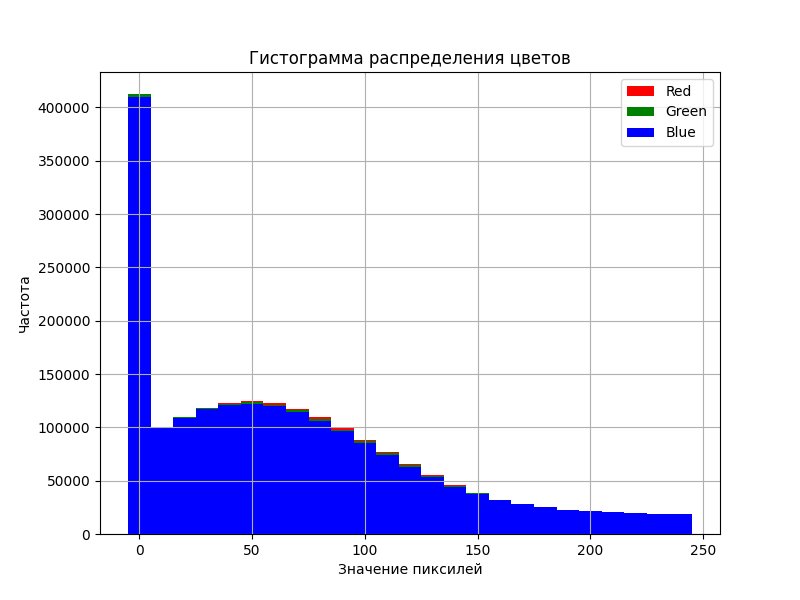 Гистограмма распределения цветов
Red
Green
Blue
400000
350000
300000
250000
200000
150000
100000
50000
0
Частота
0
50
100
150
200
250
Значение пиксилей